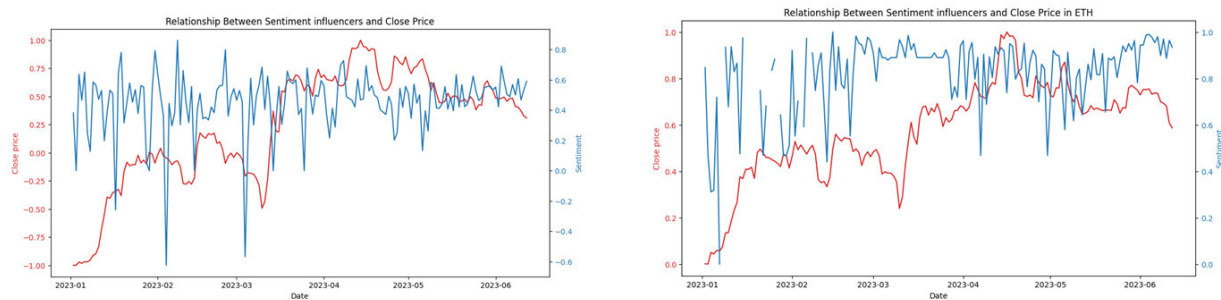 Relationship Between Sentiment influencers and Close Price
1.00
0.75
0.50
0.25
0.00
−0.25
−0.50
−0.75
−1.00
Close price
0.8
0.6
0.4
0.2
0.0
−0.2
−0.4
−0.6
Sentiment
2023-01 2023-02 2023-03 2023-04 2023-05 2023-06
Date
Relationship Between Sentiment influencers and Close Price in ETH
1.0
0.8
0.6
0.4
0.2
0.0
Close price
1.0
0.8
0.6
0.4
0.2
0.0
Sentiment
2023-01 2023-02 2023-03 2023-04 2023-05 2023-06
Date